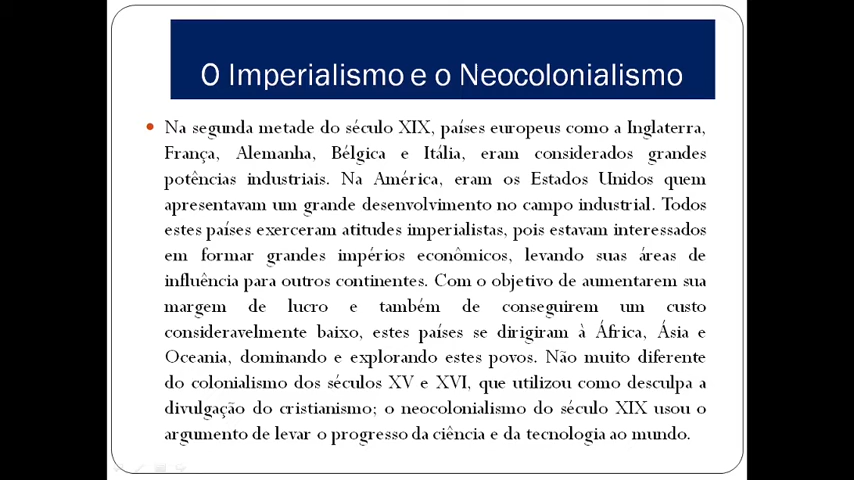 O Imperialismo e o Neocolonialismo
• Na segunda metade do século XIX, países europeus como a Inglaterra,
França, Alemanha, Bélgica e Itália, eram considerados grandes
potências industriais. Na América, eram os Estados Unidos quem
apresentavam um grande desenvolvimento no campo industrial. Todos
estes países exerceram atitudes imperialistas, pois estavam interessados
em formar grandes impérios econômicos, levando suas áreas de
influência para outros continentes. Com o objetivo de aumentarem sua
margem de lucro e também de conseguirem um custo
consideravelmente baixo, estes países se dirigiram à África, Ásia e
Oceania, dominando e explorando estes povos. Não muito diferente
do colonialismo dos séculos XV e XVI, que utilizou como desculpa a
divulgação do cristianismo; o neocolonialismo do século XIX usou o
argumento de levar o progresso da ciência e da tecnologia ao mundo.